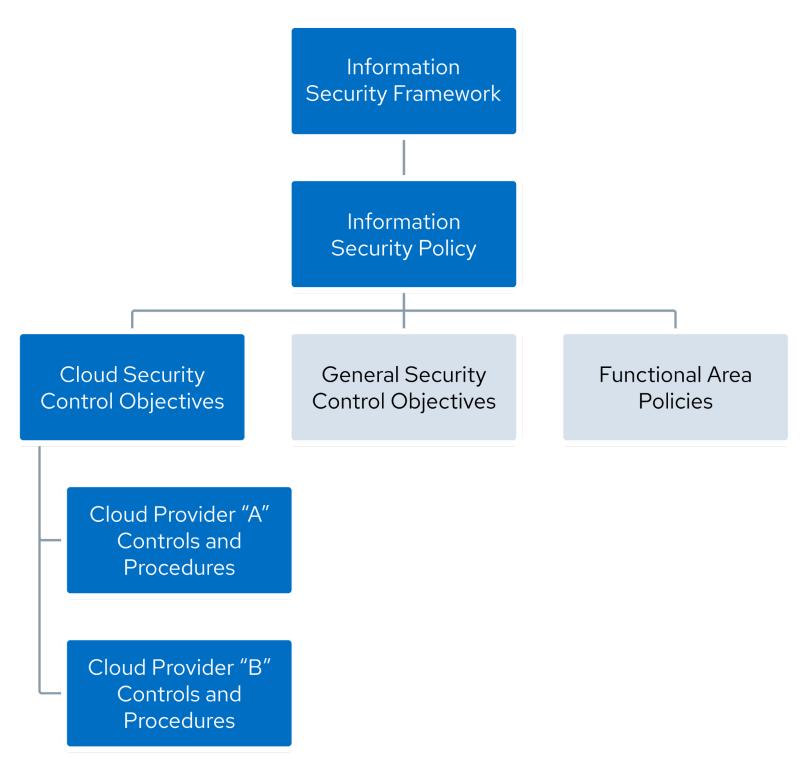 Information
Security Framework
Information
Security Policy
Cloud Security
Control Objectives
General Security
Control Objectives
Functional Area
Policies
Cloud Provider “A”
Controls and
Procedures
Cloud Provider “B”
Controls and
Procedures